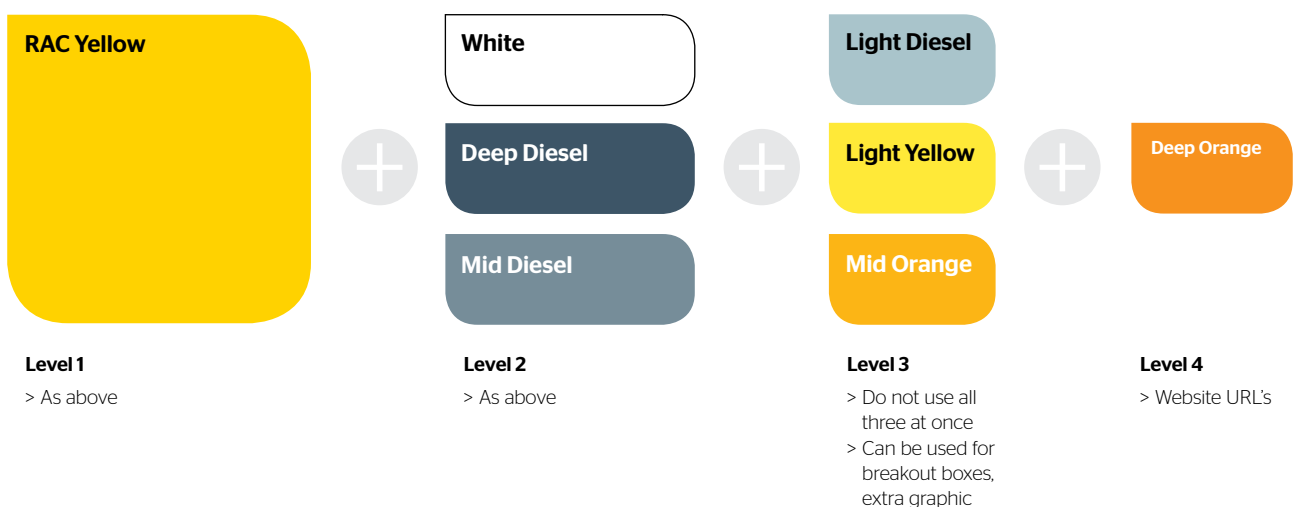 RAC Yellow
White
Deep Diesel
Mid Diesel
Light Diesel
Light Yellow
Mid Orange
Deep Orange
Level 1
> As above
Level 2
> As above
Level 3
> Do not use all
three at once
> Can be used for
breakout boxes,
extra graphic
Level 4
> Website URL's